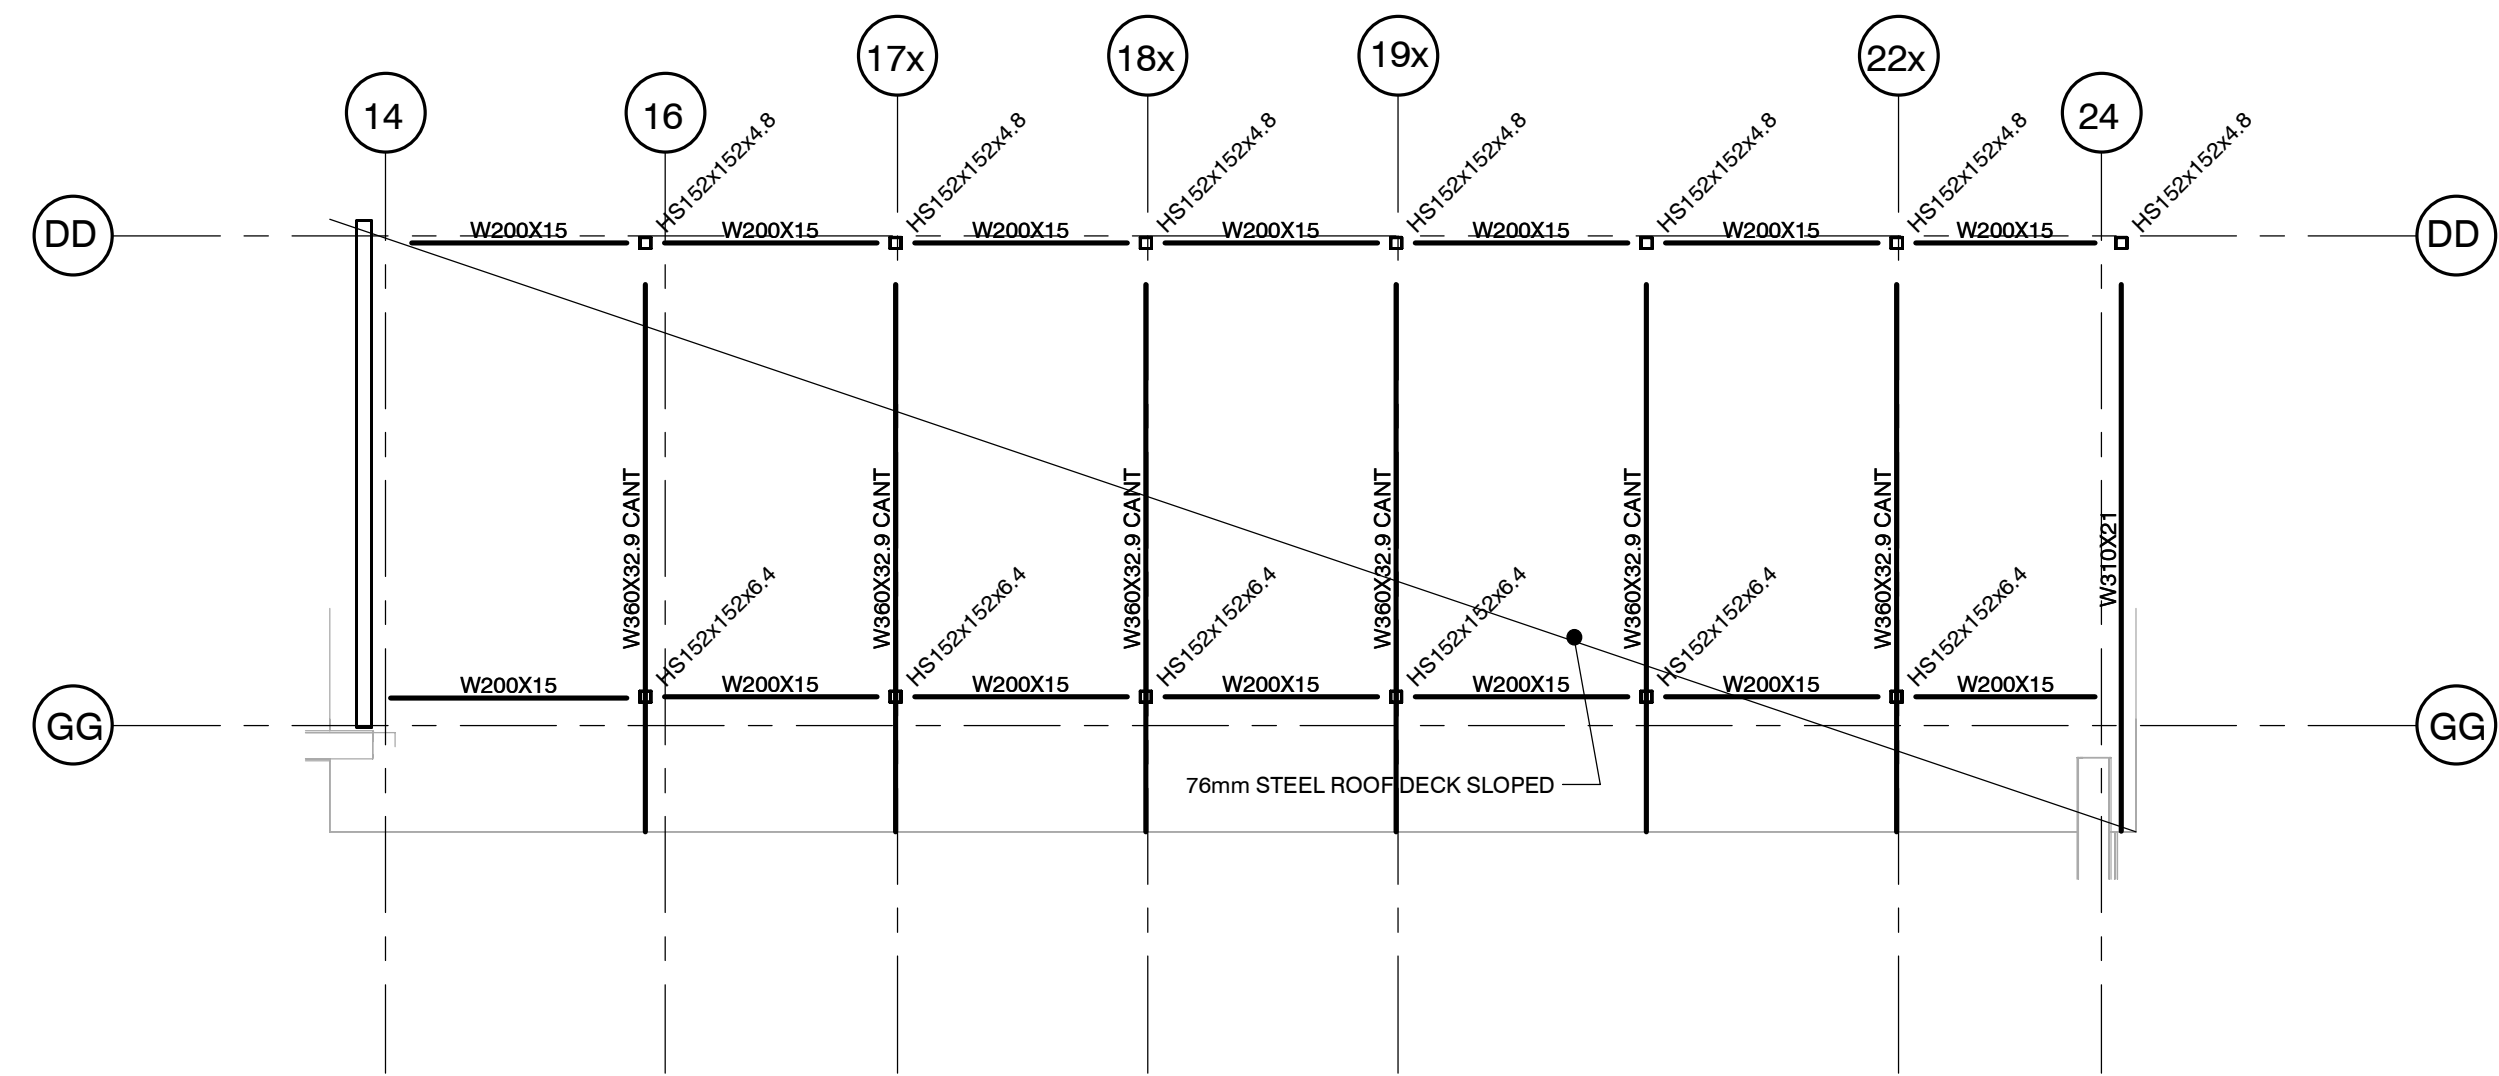 17x
18x
19x
22x
14
16
24
HS152x152x4.8
HS152x152x4.8
HS152x152x4.8
HS152x152x4.8
HS152x152x4.8
HS152x152x4.8
HS152x152x4.8
DD
W200X15
W200X15
W200X15
W200X15
W200X15
W200X15
W200X15
DD
W360X32.9 CANT
W360X32.9 CANT
W360X32.9 CANT
W360X32.9 CANT
W360X32.9 CANT
W360X32.9 CANT
W310X21
HS152x152x6.4
HS152x152x6.4
HS152x152x6.4
HS152x152x6.4
HS152x152x6.4
HS152x152x6.4
W200X15
W200X15
W200X15
W200X15
W200X15
W200X15
W200X15
GG
GG
76mm STEEL ROOF DECK SLOPED